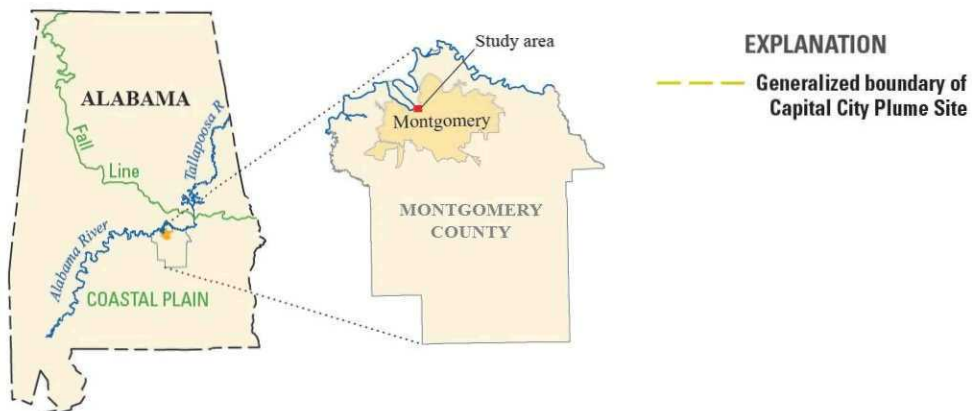 ALABAMA
Fall
Line
Tallapoosa R
Alabama River
COASTAL PLAIN
Study area
Montgomery
MONTGOMERY
COUNTY
EXPLANATION
Generalized boundary of
Capital City Plume Site